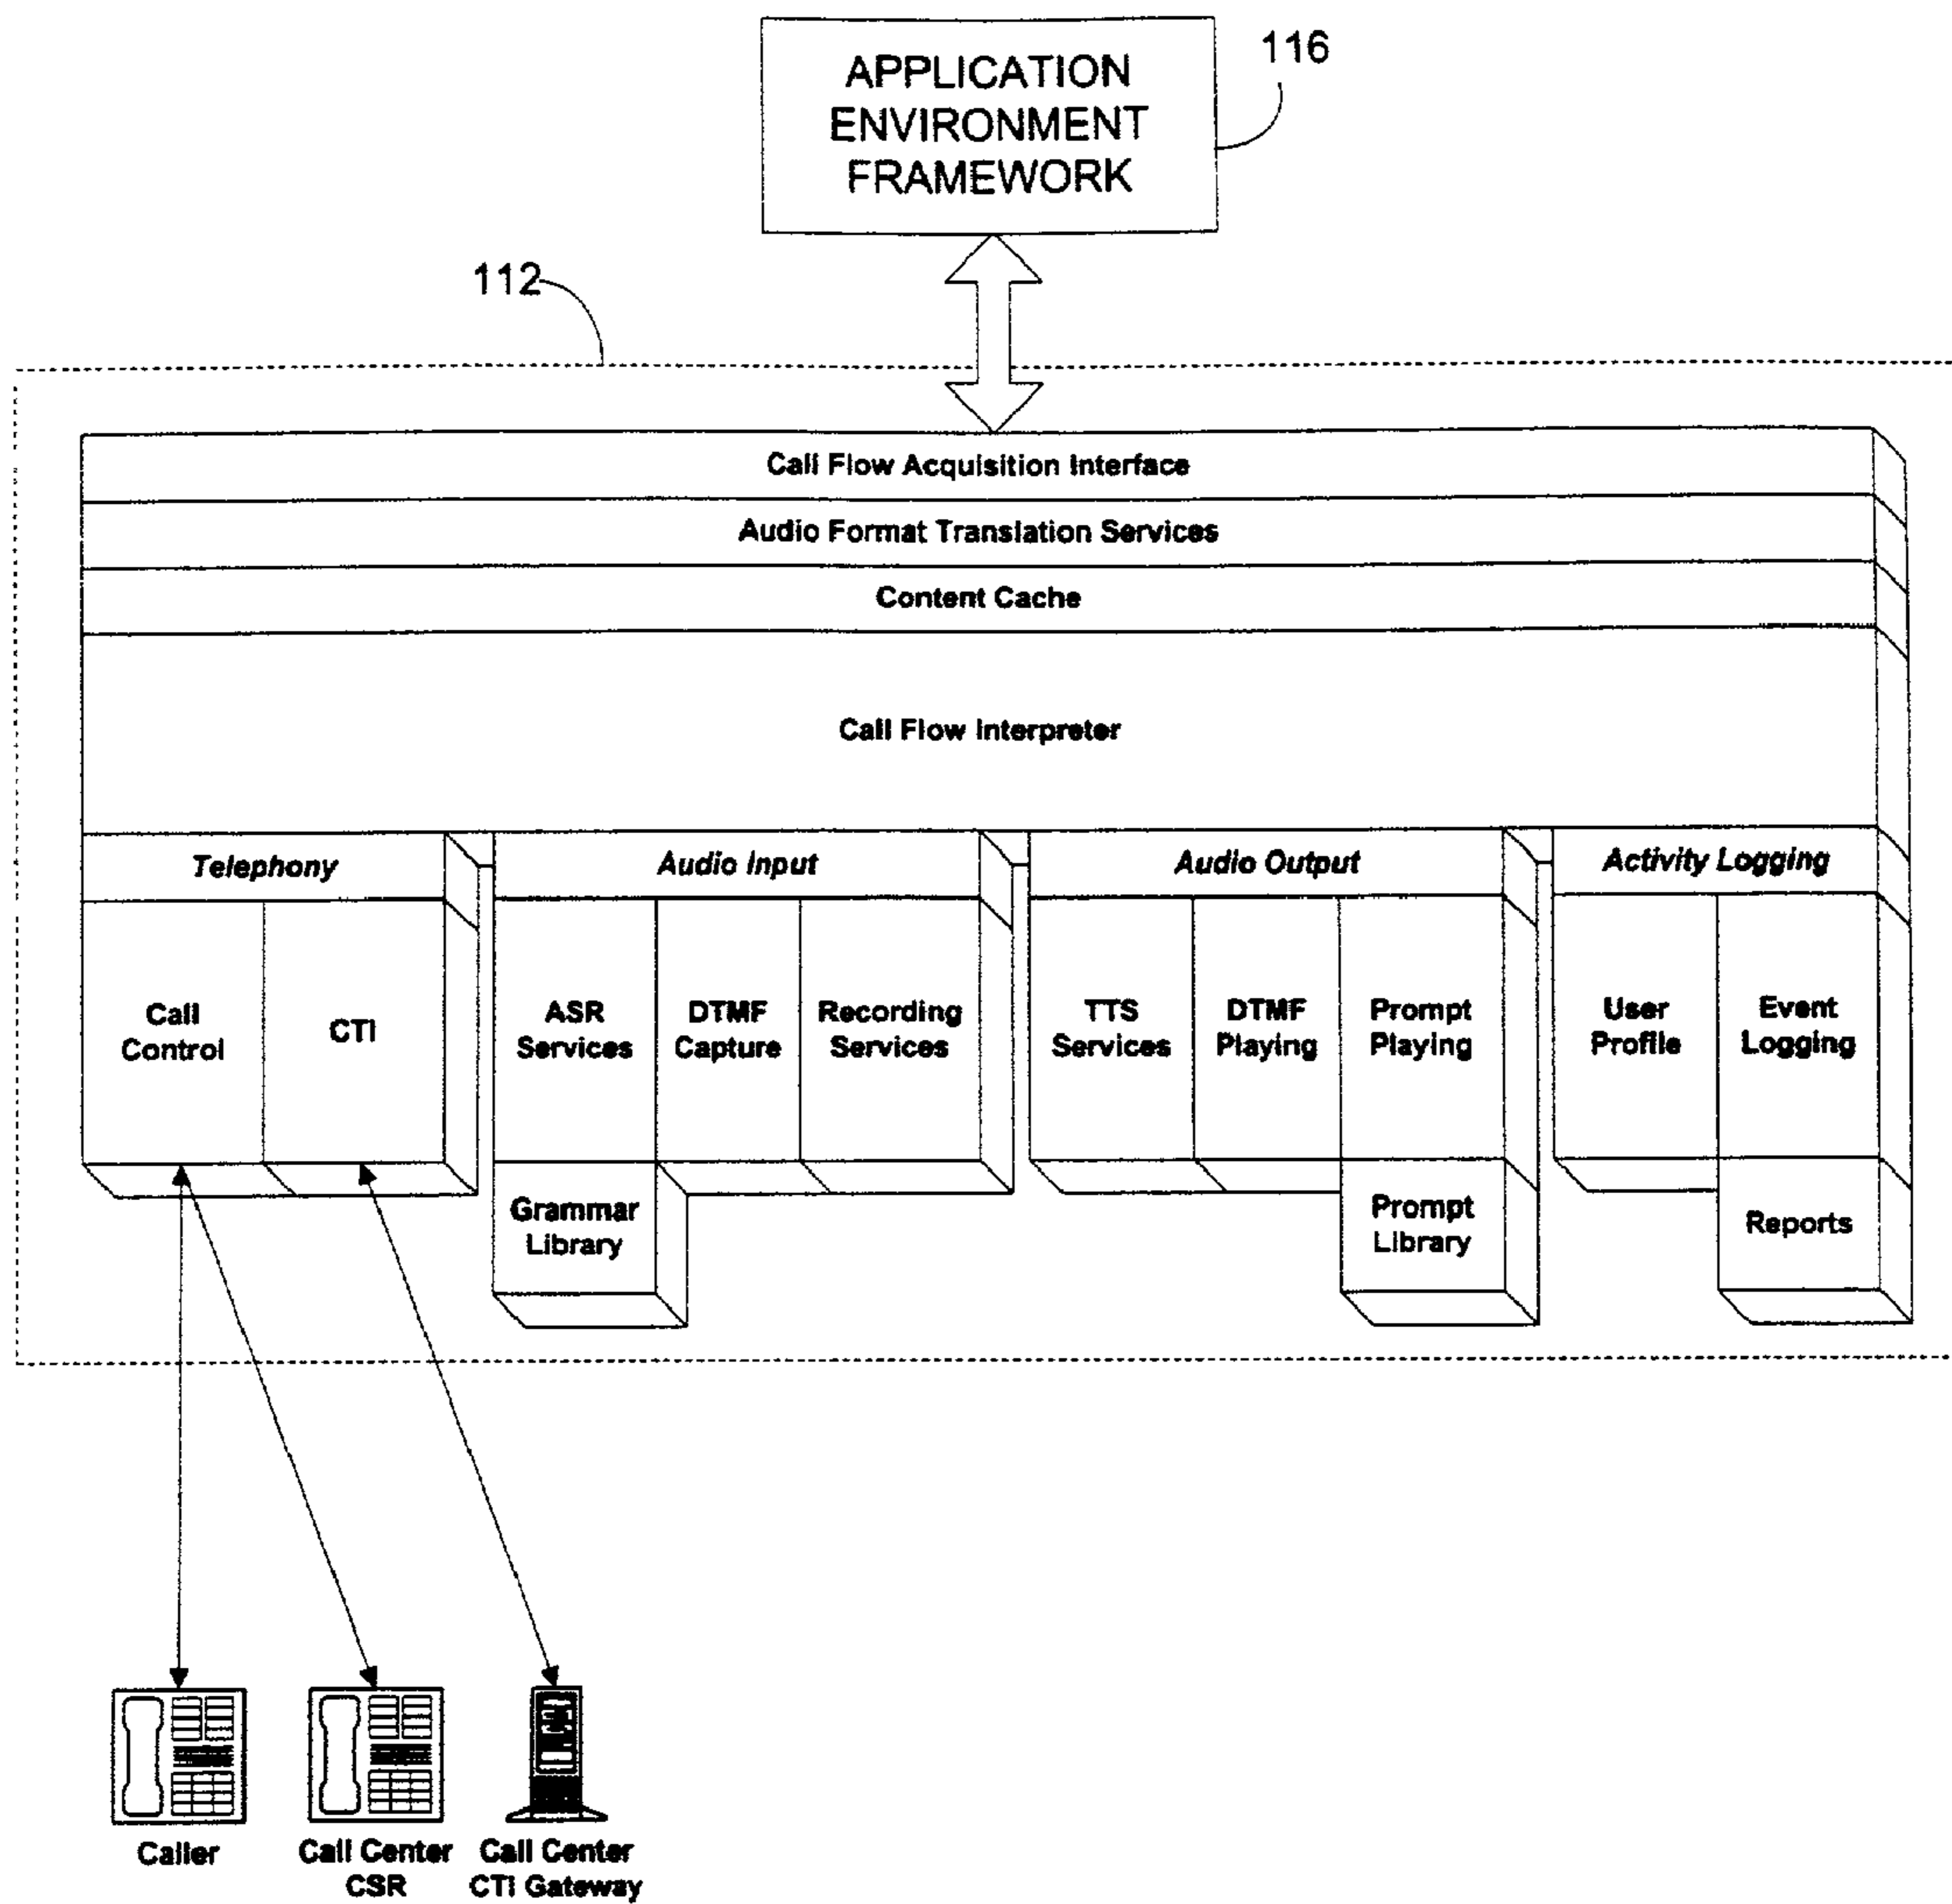 APPLICATION
ENVIRONMENT
FRAMEWORK
116
112
Call Flow Acquisition Interface
Audio Format Translation Services
Content Cache
Call Flow Interpreter
Telephony
Audio Input
Audio Output
Activity Logging
Call
Control
CTI
ASR
Services
DTMF
Capture
Recording
Services
TTS
Services
DTMF
Playing
Prompt
Playing
User
Profile
Event
Logging
Grammar
Library
Prompt
Library
Reports
Caller
Call Center
CSR
Call Center
CTI Gateway